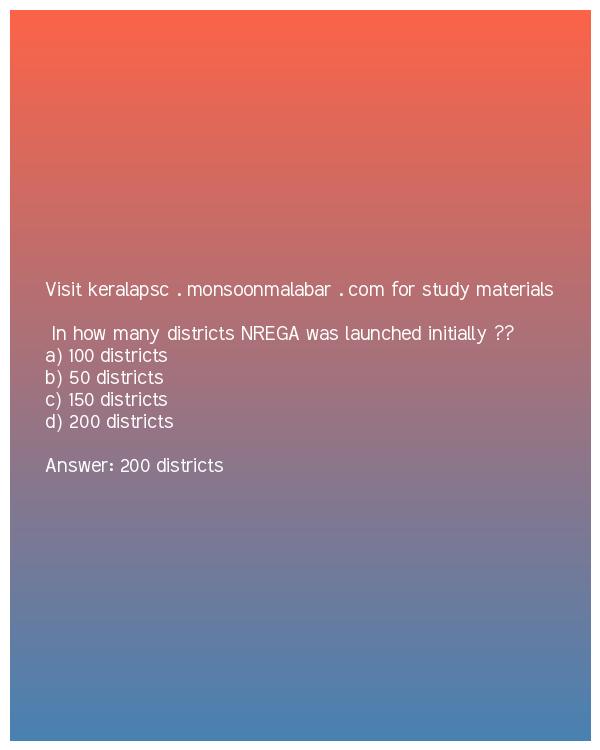 Visit keralapsc . monsoonmalabar . com for study materials
In how many districts NREGA was launched initially ??
a) 100 districts
b) 50 districts
c) 150 districts
d) 200 districts
Answer: 200 districts